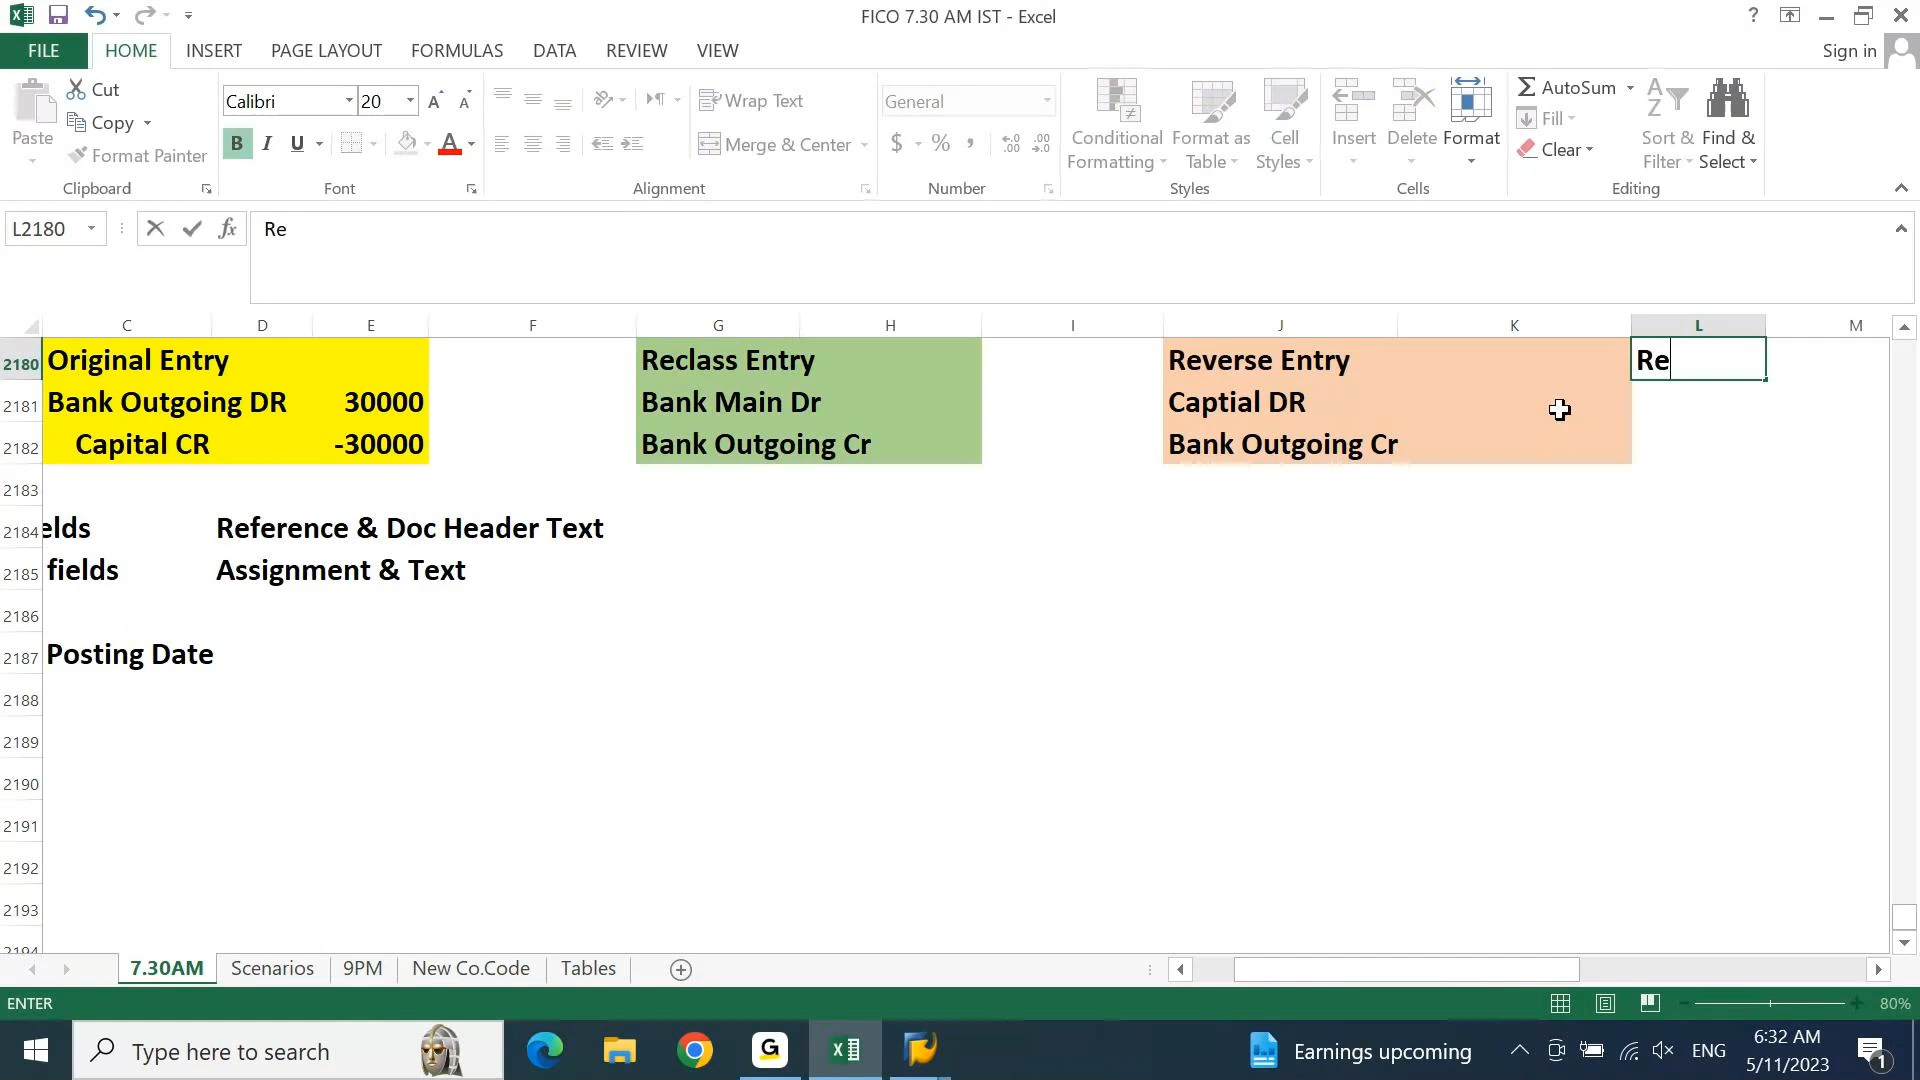 FICO 7.30 AM IST - Excel
?
FILE HOME INSERT PAGE LAYOUT FORMULAS DATA REVIEW VIEW
Sign in
Paste
Cut
Copy
Format Painter
Clipboard
Calibri 20 A A
B I U A
Font
Wrap Text
Merge & Center
Alignment
General
$ % ,
Number
Conditional Formatting
Format as Table
Cell Styles
Styles
Insert Delete Format
Cells
AutoSum
Fill
Clear
Sort & Filter
Find & Select
Editing
L2180 fx Re
C D E F G H I J K L M
2180 Original Entry Reclass Entry Reverse Entry Re
2181 Bank Outgoing DR 30000 Bank Main Dr Captial DR
2182 Capital CR -30000 Bank Outgoing Cr Bank Outgoing Cr
2183
2184 elds Reference & Doc Header Text
2185 fields Assignment & Text
2186
2187 Posting Date
2188
2189
2190
2191
2192
2193
2194
7.30AM Scenarios 9PM New Co.Code Tables
ENTER 80%
Type here to search
Earnings upcoming
ENG
6:32 AM
5/11/2023
1